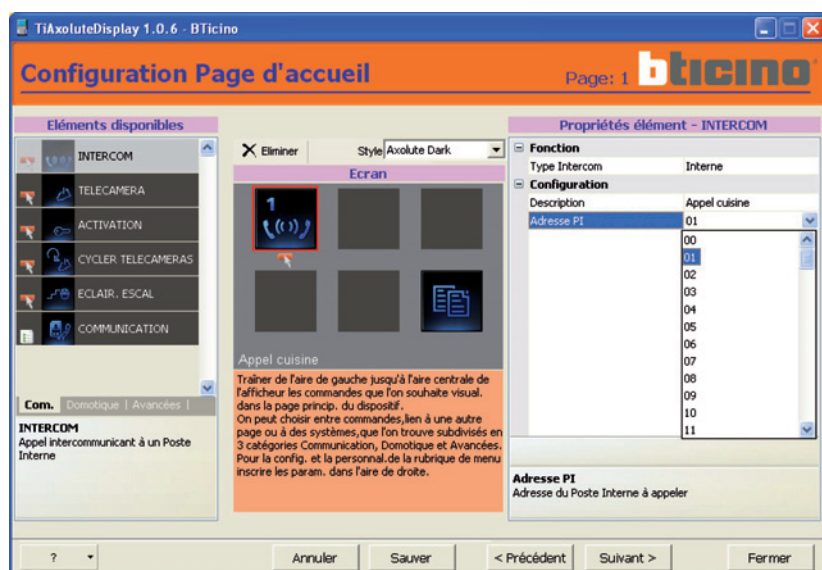 TiAxoluteDisplay 1.0.6 - BTicino
Configuration Page d'accueil
Page: 1
bticino
Eléments disponibles
INTERCOM
TELECAMERA
ACTIVATION
CYCLER TELECAMERAS
ECLAIR. ESCAL
COMMUNICATION
Com. Domotique | Avancées |
INTERCOM
Appel intercommunicant à un Poste
Interne
Eliminer
Style Axolute Dark
Ecran
1
Appel cuisine
Traîner de l'aire de gauche jusqu'à l'aire centrale de
l'afficheur les commandes que l'on souhaite visual.
dans la page princip. du dispositif.
On peut choisir entre commandes,lien à une autre
page ou à des systèmes,que l'on trouve subdivisés en
3 catégories Communication, Domotique et Avancées.
Pour la config. et la personnal.de la rubrique de menu
inscrire les param. dans l'aire de droite.
Propriétés élément - INTERCOM
Fonction
Type Intercom Interne
Configuration
Description Appel cuisine
Adresse PI 01
00
01
02
03
04
05
06
07
08
09
10
11
Adresse PI
Adresse du Poste Interne à appeler
? Annuler Sauver < Précédent Suivant > Fermer